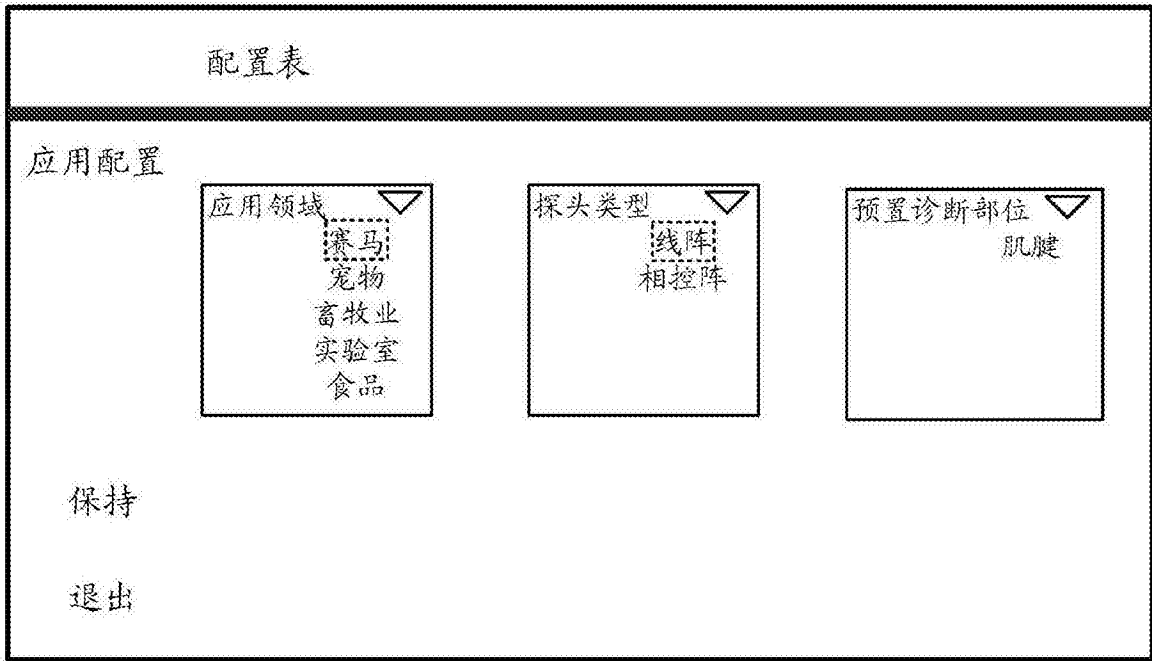 配置表
应用配置
应用领域
赛马
宠物
畜牧业
实验室
食品
探头类型
线阵
相控阵
预置诊断部位
肌腱
保持
退出